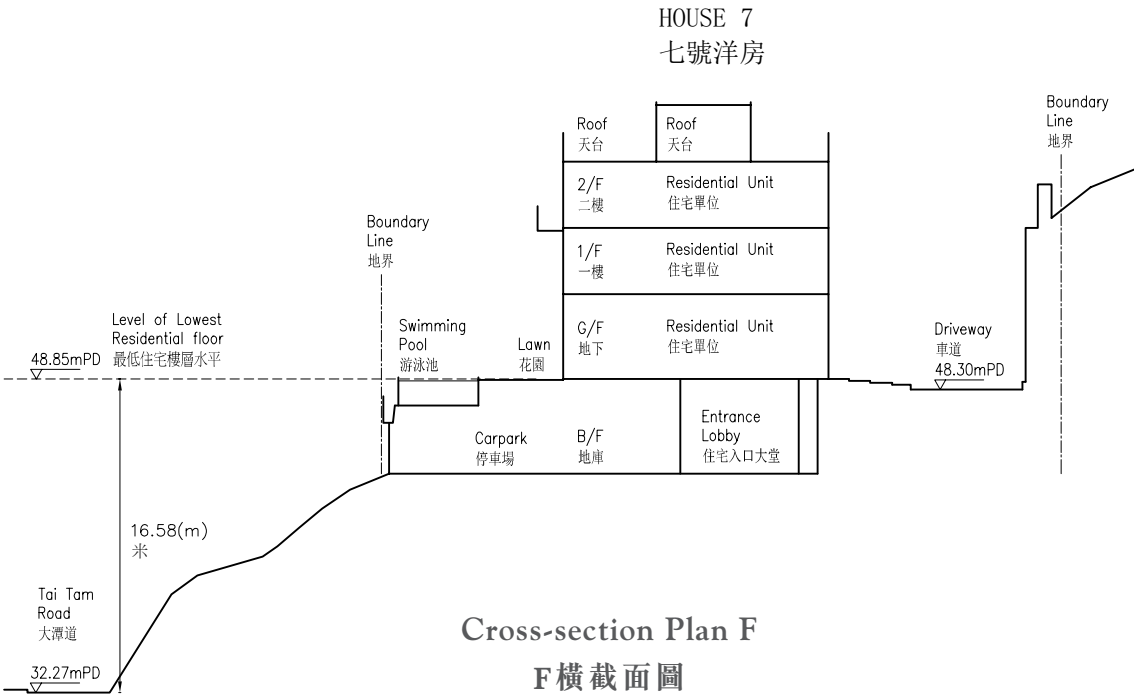 HOUSE 7
七號洋房
Boundary
Line
地界
Roof
天台
Roof
天台
2/F
二樓
Residential Unit
住宅單位
Boundary
Line
地界
1/F
一樓
Residential Unit
住宅單位
Level of Lowest
Residential floor
最低住宅樓層水平
48.85mPD
Swimming
Pool
游泳池
Lawn
花園
G/F
地下
Residential Unit
住宅單位
Driveway
車道
48.30mPD
Carpark
停車場
B/F
地庫
Entrance
Lobby
住宅入口大堂
16.58(m)
米
Tai Tam
Road
大潭道
32.27mPD
Cross-section Plan F
F橫截面圖